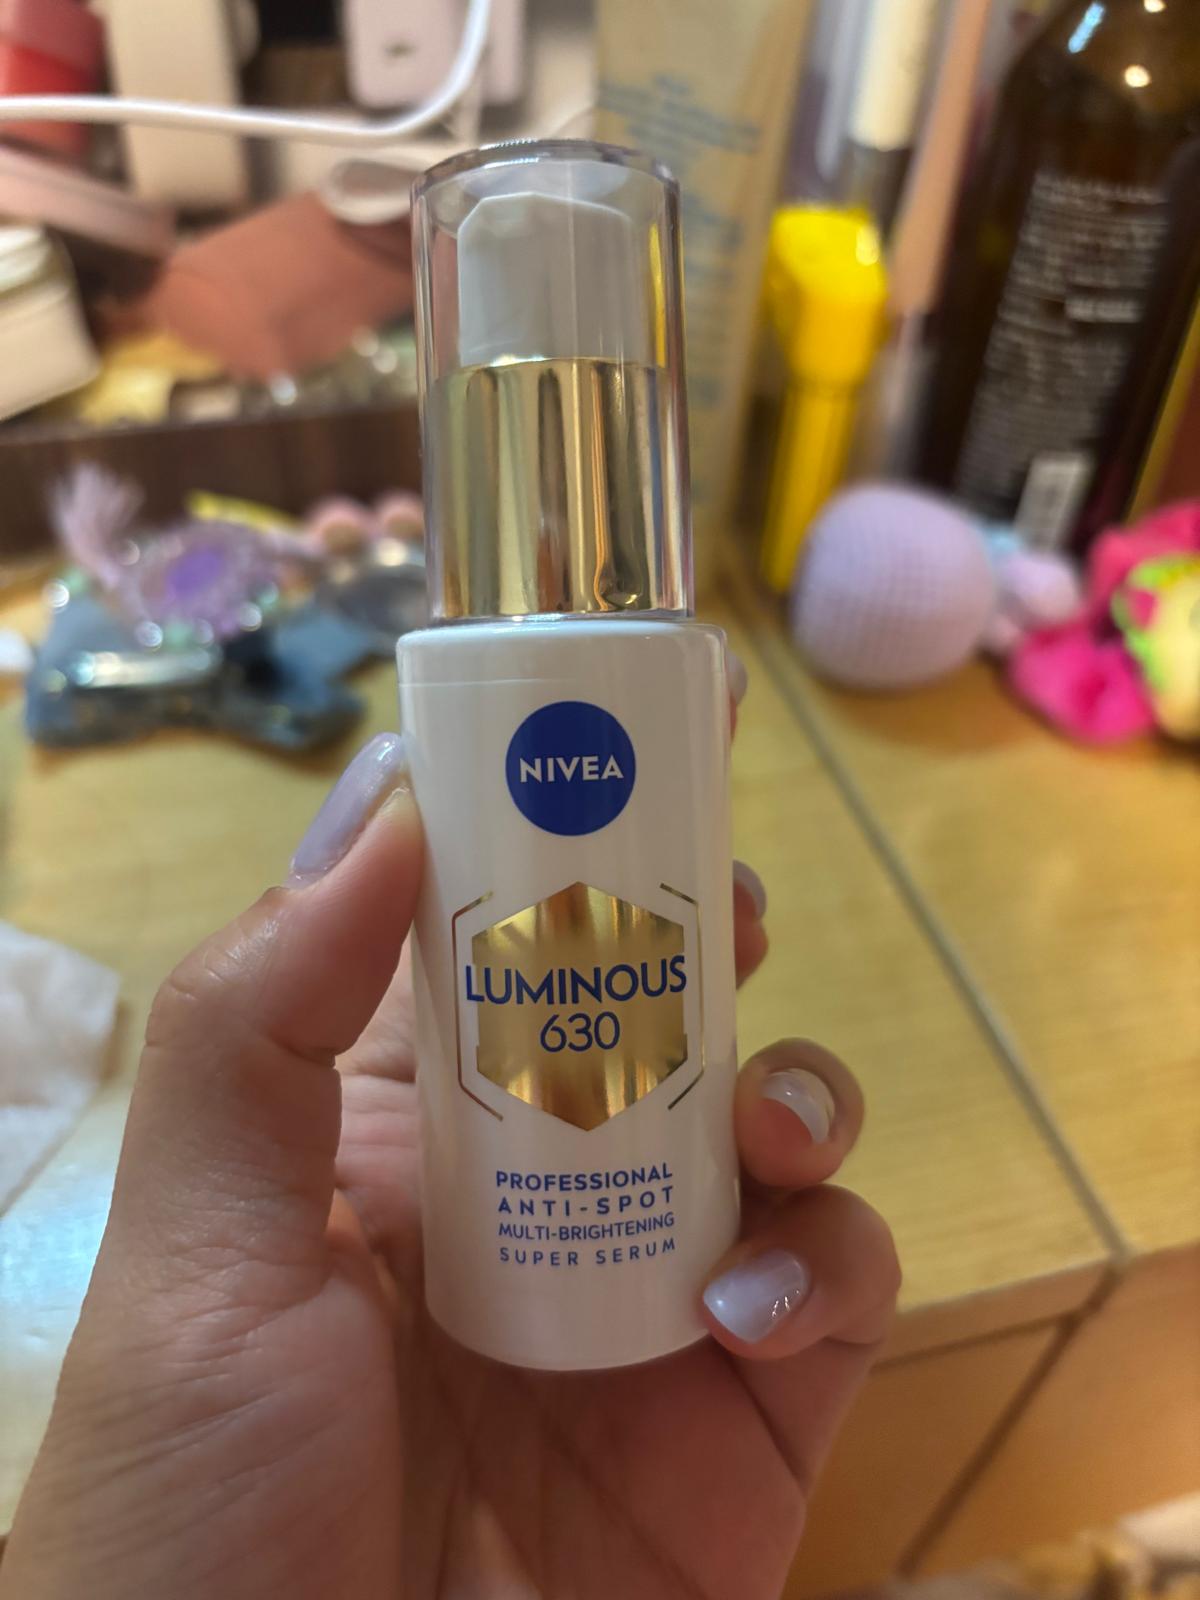 NIVEA
LUMINOUS
630
PROFESSIONAL
ANTI-SPOT
MULTI-BRIGHTENING
SUPER SERUM